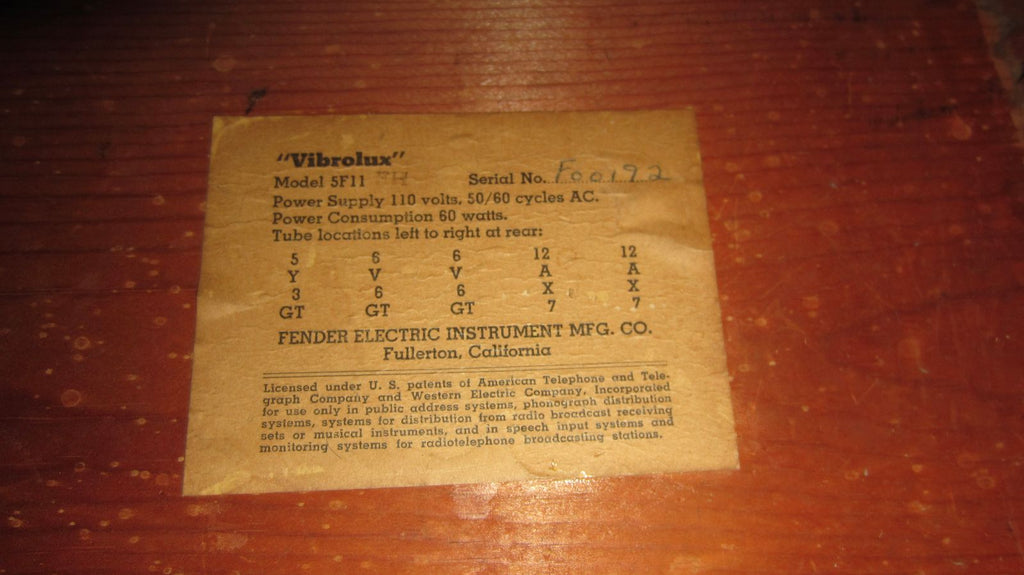 "Vibrolux"
Model 5F11 FH Serial No. F00192
Power Supply 110 volts, 50/60 cycles AC.
Power Consumption 60 watts.
Tube locations left to right at rear:
5 6 6 12 12
Y V V A A
3 6 6 X X
GT GT GT 7 7
FENDER ELECTRIC INSTRUMENT MFG. CO.
Fullerton, California
Licensed under U. S. patents of American Telephone and Tele-
graph Company and Western Electric Company, Incorporated
for use only in public address systems, phonograph distribution
systems, systems for distribution from radio broadcast receiving
sets or musical instruments, and in speech input systems and
monitoring systems for radiotelephone broadcasting stations.